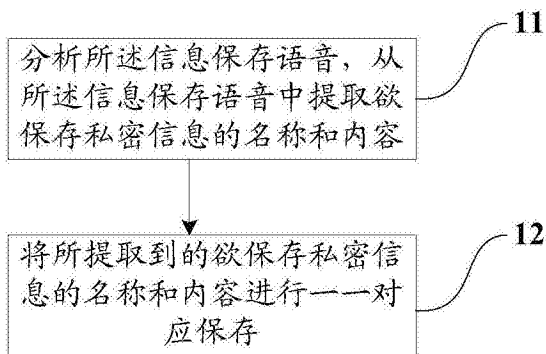 11
分析所述信息保存语音，从
所述信息保存语音中提取欲
保存私密信息的名称和内容
12
将所提取到的欲保存私密信
息的名称和内容进行一一对
应保存